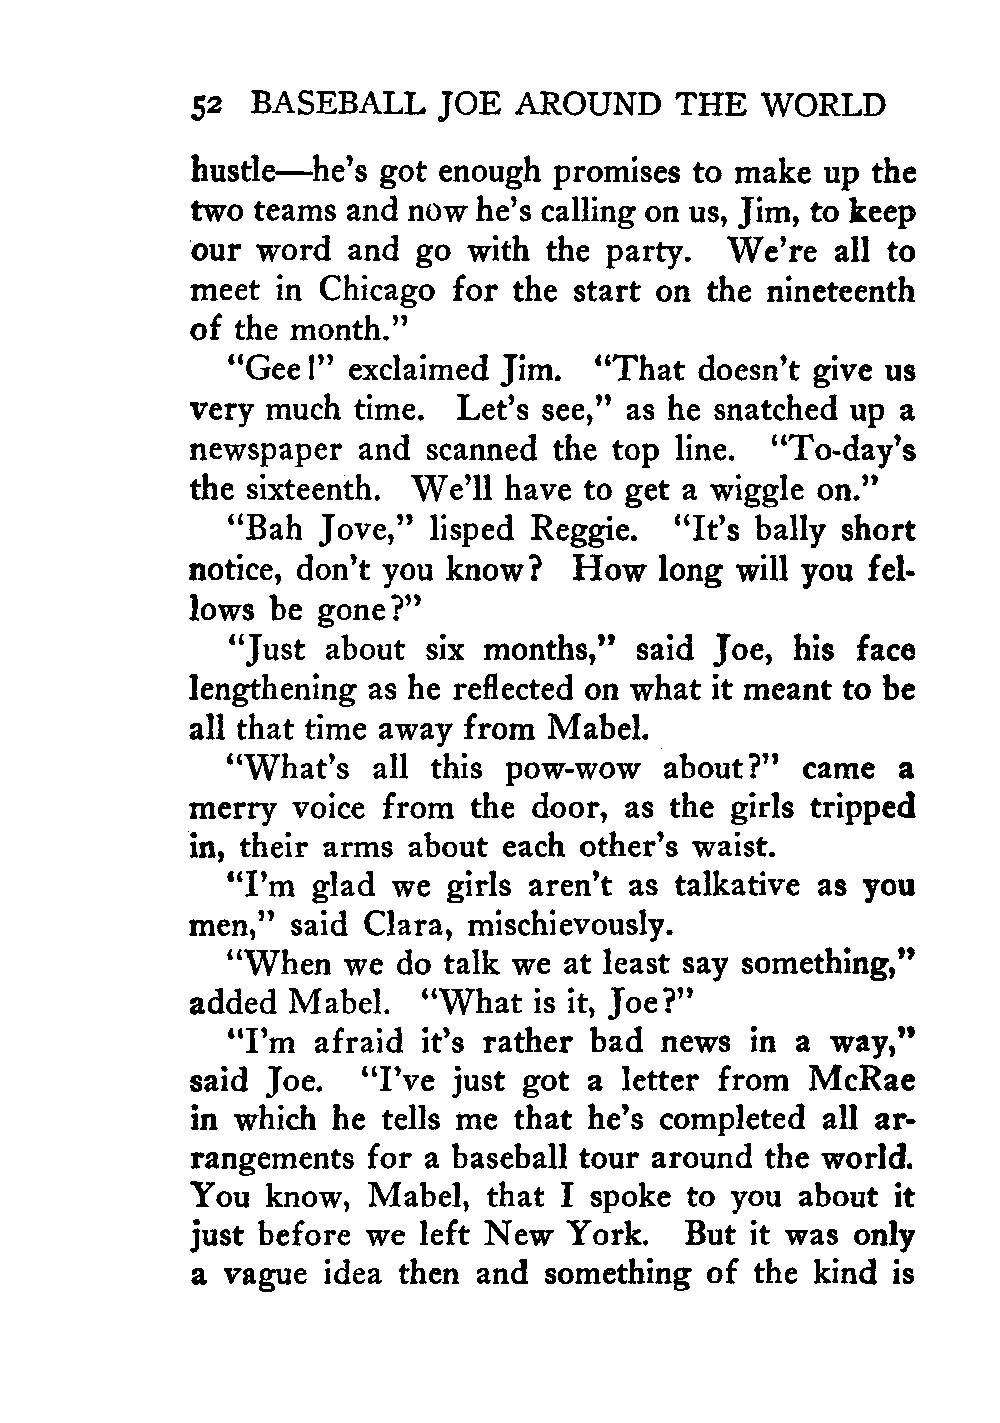 52 BASEBALL JOE AROUND THE WORLD
hustle—he's got enough promises to make up the
two teams and now he's calling on us, Jim, to keep
our word and go with the party. We're all to
meet in Chicago for the start on the nineteenth
of the month."
"Gee!" exclaimed Jim. "That doesn't give us
very much time. Let's see," as he snatched up a
newspaper and scanned the top line. "To-day's
the sixteenth. We'll have to get a wiggle on."
"Bah Jove," lisped Reggie. "It's bally short
notice, don't you know? How long will you fel-
lows be gone?"
"Just about six months," said Joe, his face
lengthening as he reflected on what it meant to be
all that time away from Mabel.
"What's all this pow-wow about?" came a
merry voice from the door, as the girls tripped
in, their arms about each other's waist.
"I'm glad we girls aren't as talkative as you
men," said Clara, mischievously.
"When we do talk we at least say something,"
added Mabel. "What is it, Joe?"
"I'm afraid it's rather bad news in a way,"
said Joe. "I've just got a letter from McRae
in which he tells me that he's completed all ar-
rangements for a baseball tour around the world.
You know, Mabel, that I spoke to you about it
just before we left New York. But it was only
a vague idea then and something of the kind is